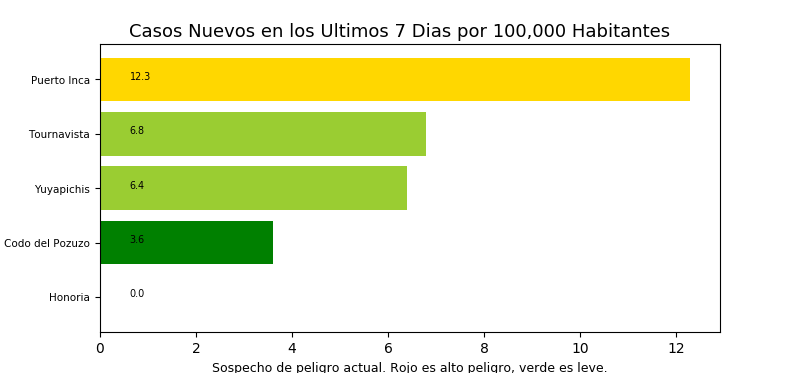 Casos Nuevos en los Ultimos 7 Dias por 100,000 Habitantes
Puerto Inca 12.3
Tournavista 6.8
Yuyapichis 6.4
Codo del Pozuzo 3.6
Honoria 0.0
0 2 4 6 8 10 12
Sospecho de peligro actual. Rojo es alto peligro, verde es leve.